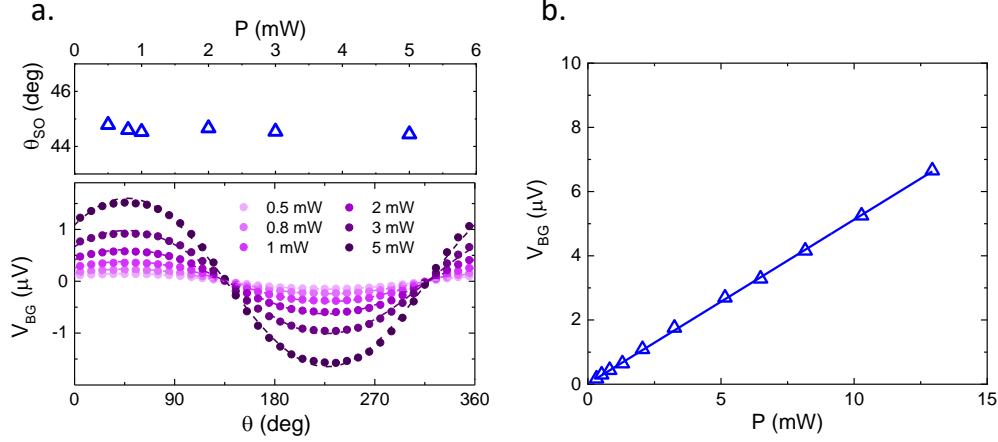 a.
P (mW)
0 1 2 3 4 5 6
46
44
θSO (deg)
1
0
-1
VBG (μV)
0.5 mW 2 mW
0.8 mW 3 mW
1 mW 5 mW
0 90 180 270 360
θ (deg)
b.
10
8
6
4
2
0
VBG (μV)
0 5 10 15
P (mW)